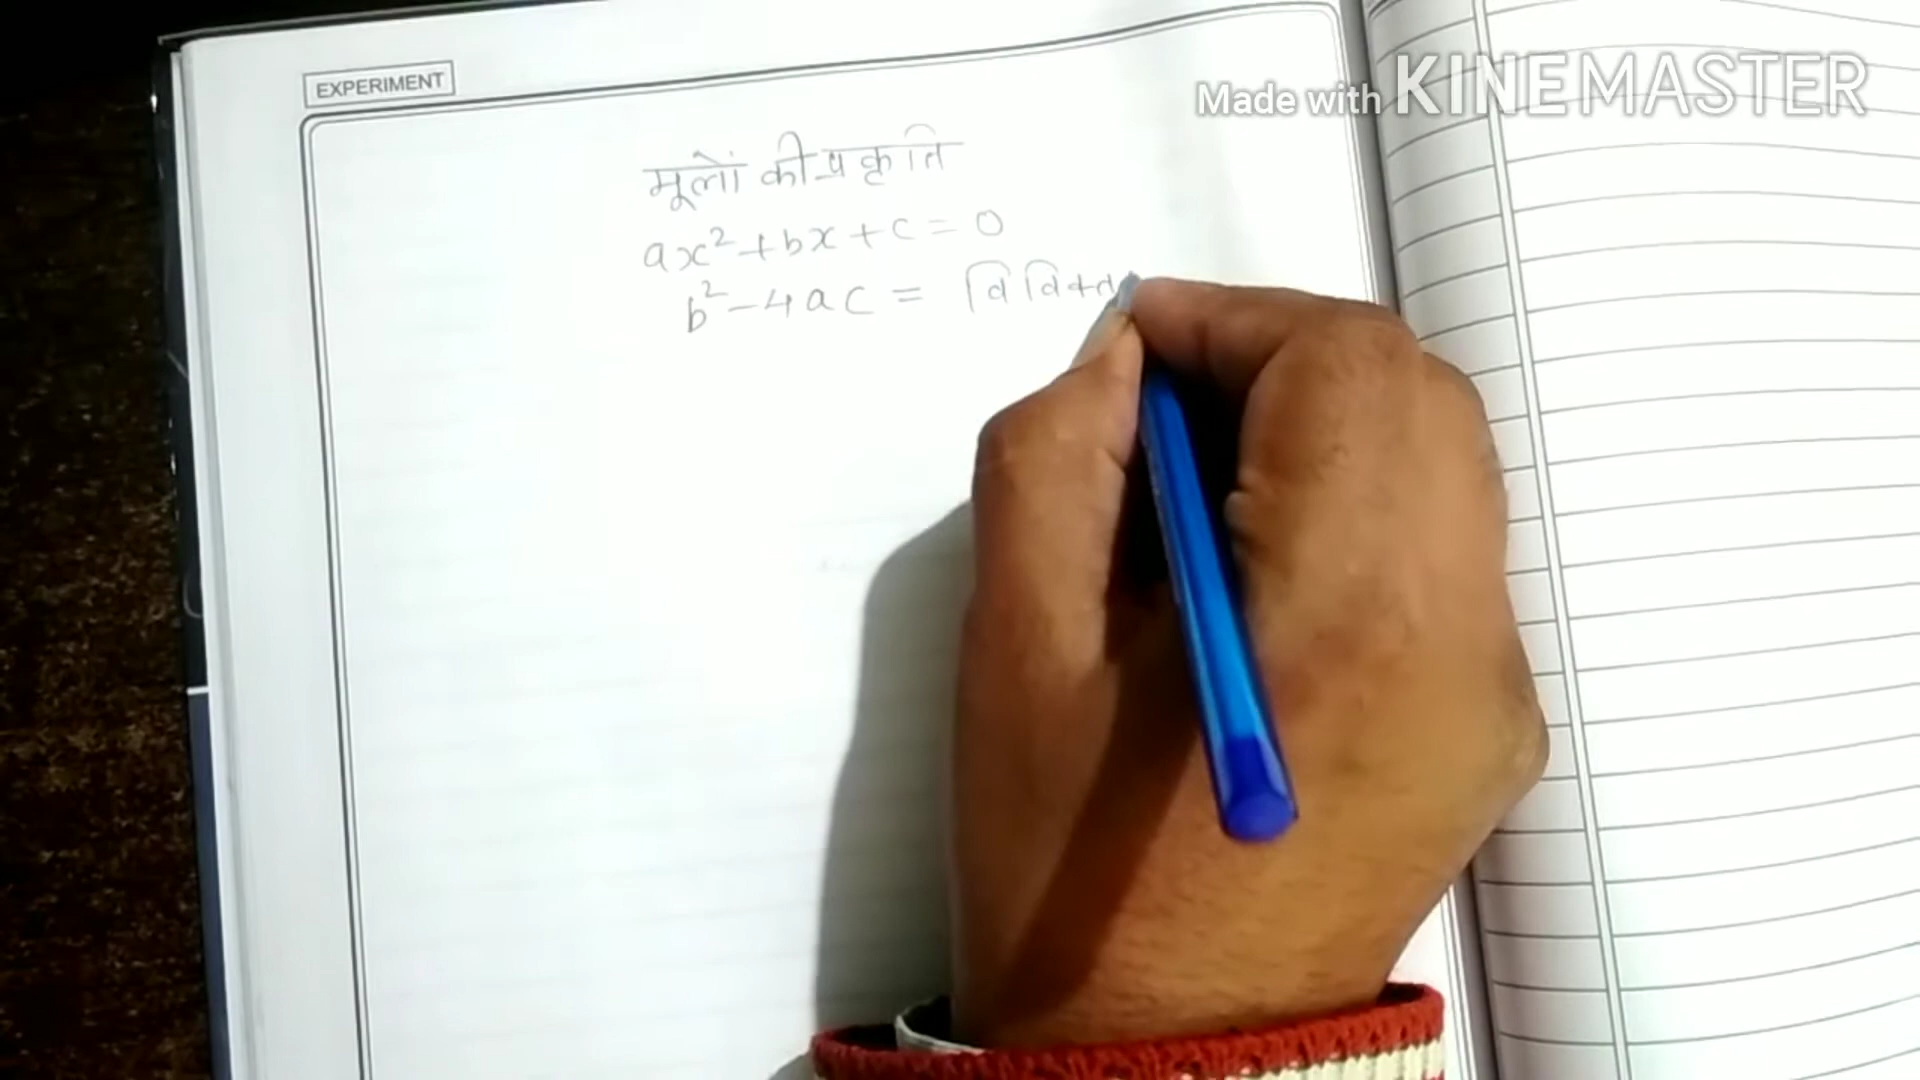 EXPERIMENT
Made with KINEMASTER
मूलों की प्रकृति
ax²+bx+c=0
b²-4ac = विविक्त